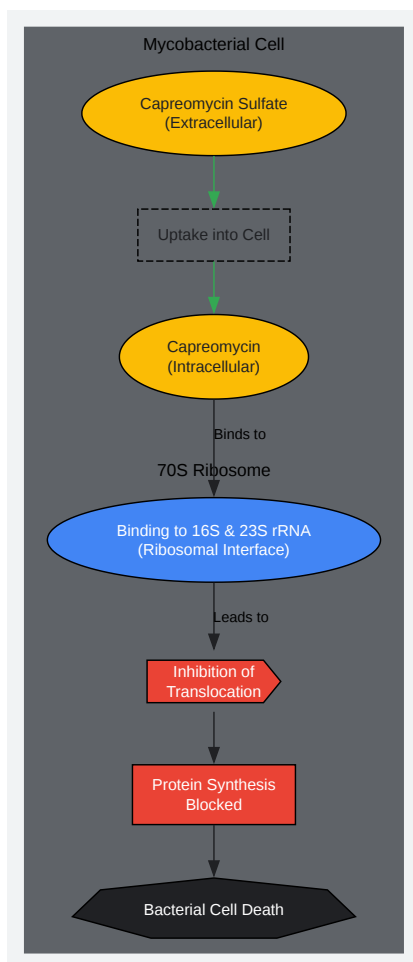 Mycobacterial Cell
Capreomycin Sulfate
(Extracellular)
Uptake into Cell
Capreomycin
(Intracellular)
Binds to
70S Ribosome
Binding to 16S & 23S rRNA
(Ribosomal Interface)
Leads to
Inhibition of
Translocation
Protein Synthesis
Blocked
Bacterial Cell Death